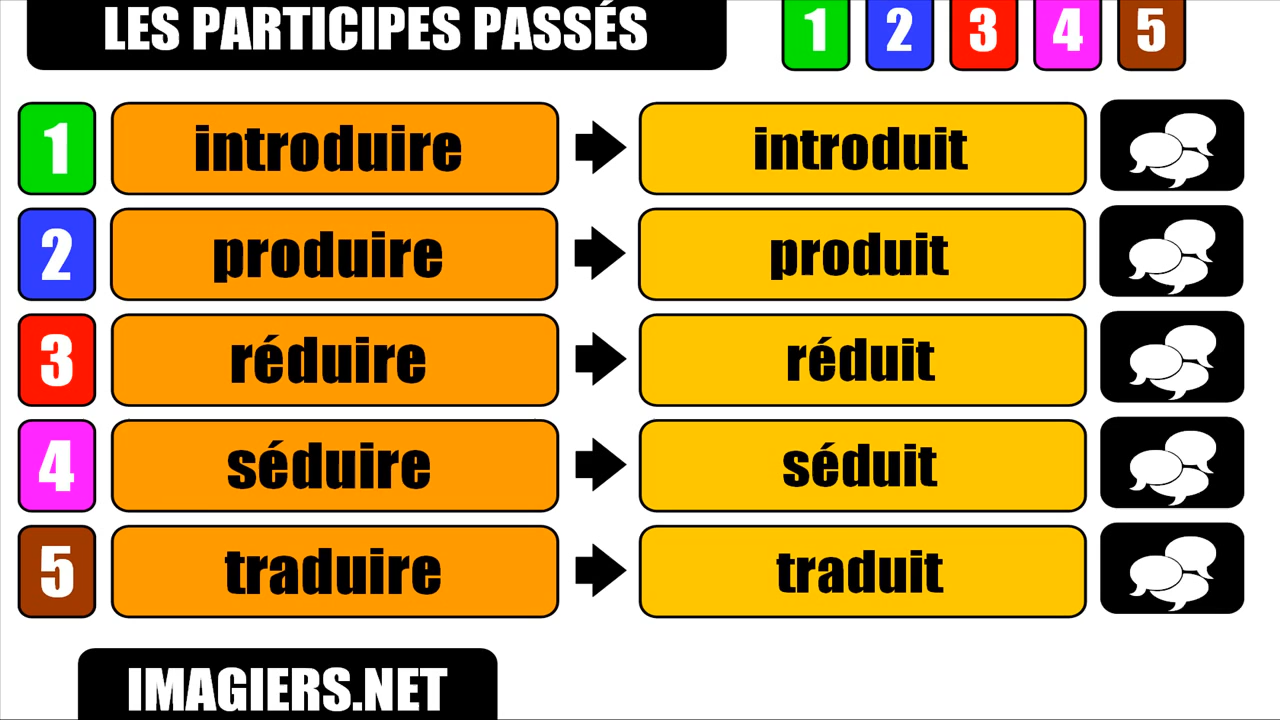 LES PARTICIPES PASSÉS 1 2 3 4 5
1 introduire introduit
2 produire produit
3 réduire réduit
4 séduire séduit
5 traduire traduit
IMAGIERS.NET